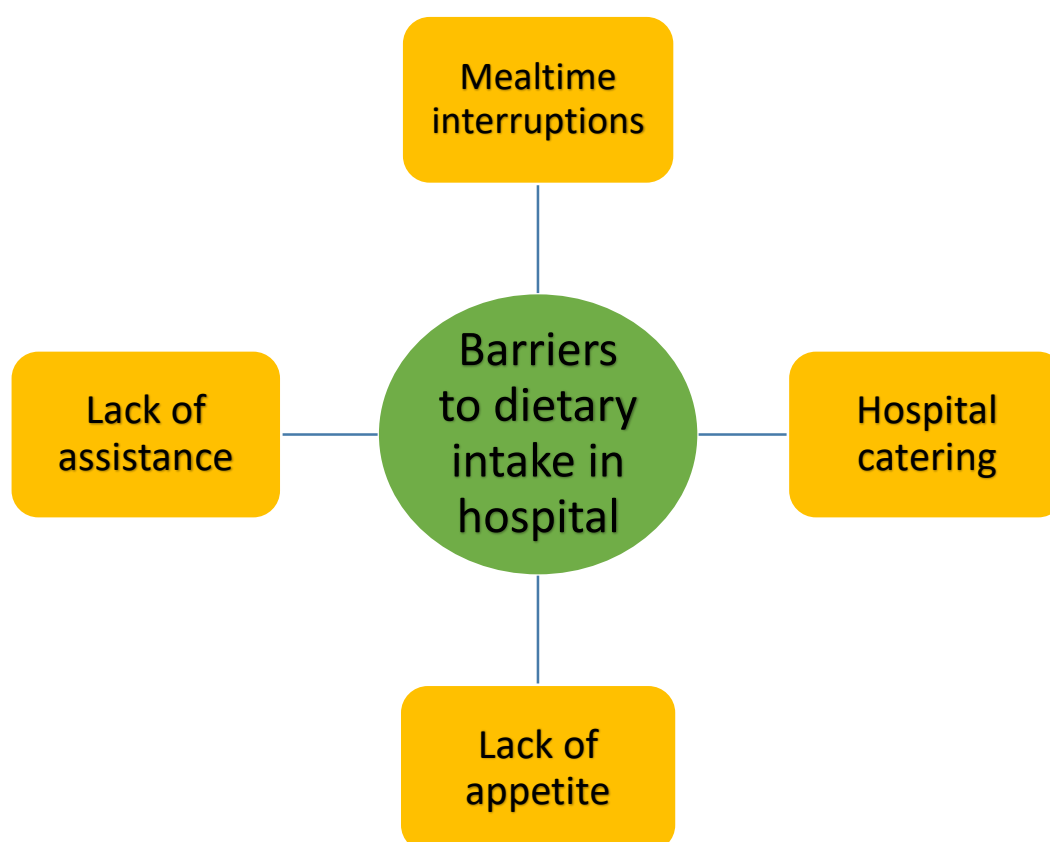 Mealtime
interruptions
Barriers
to dietary
intake in
hospital
Lack of
assistance
Hospital
catering
Lack of
appetite